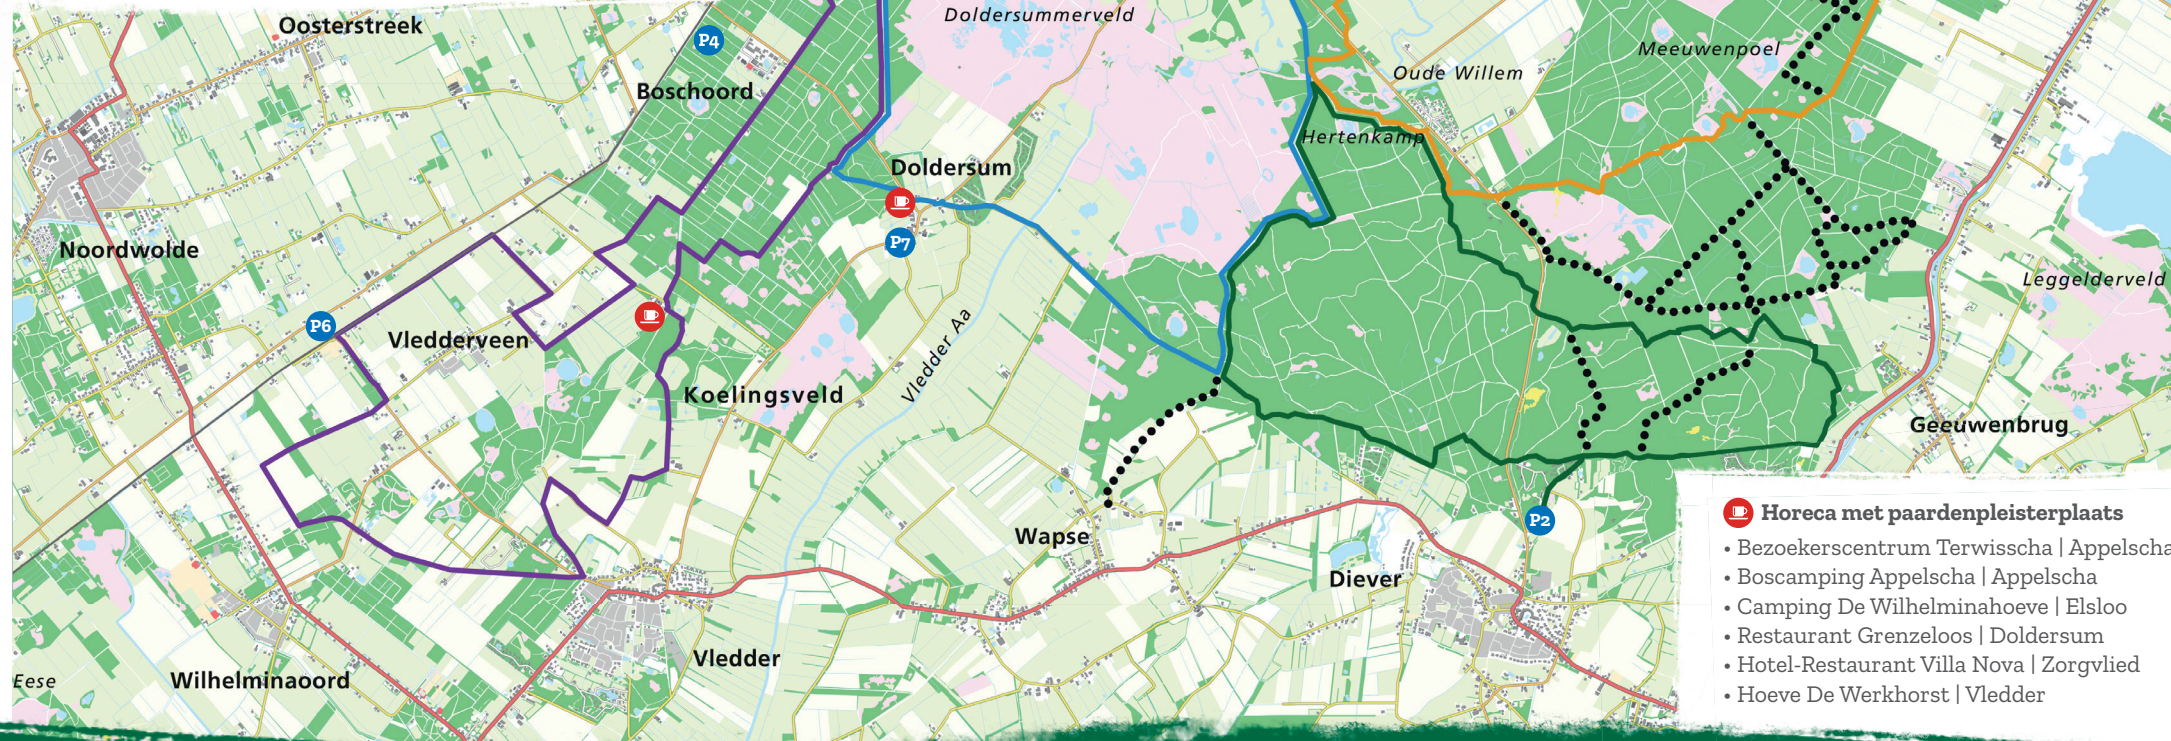 Doldersummerveld
Oosterstreek
P4
Meeuwenpoel
Oude Willem
Boschoord
Hertenkamp
Doldersum
P7
Noordwolde
Leggelderveld
P6
Vledderveen
Vledder Aa
Koelingsveld
Geeuwenbrug
P2
Wapse
Diever
Vledder
Wilhelminaoord
Eese
Horeca met paardenpleisterplaats
• Bezoekerscentrum Terwisscha | Appelscha
• Boscamping Appelscha | Appelscha
• Camping De Wilhelminahoeve | Elsloo
• Restaurant Grenzeloos | Doldersum
• Hotel-Restaurant Villa Nova | Zorgvlied
• Hoeve De Werkhorst | Vledder